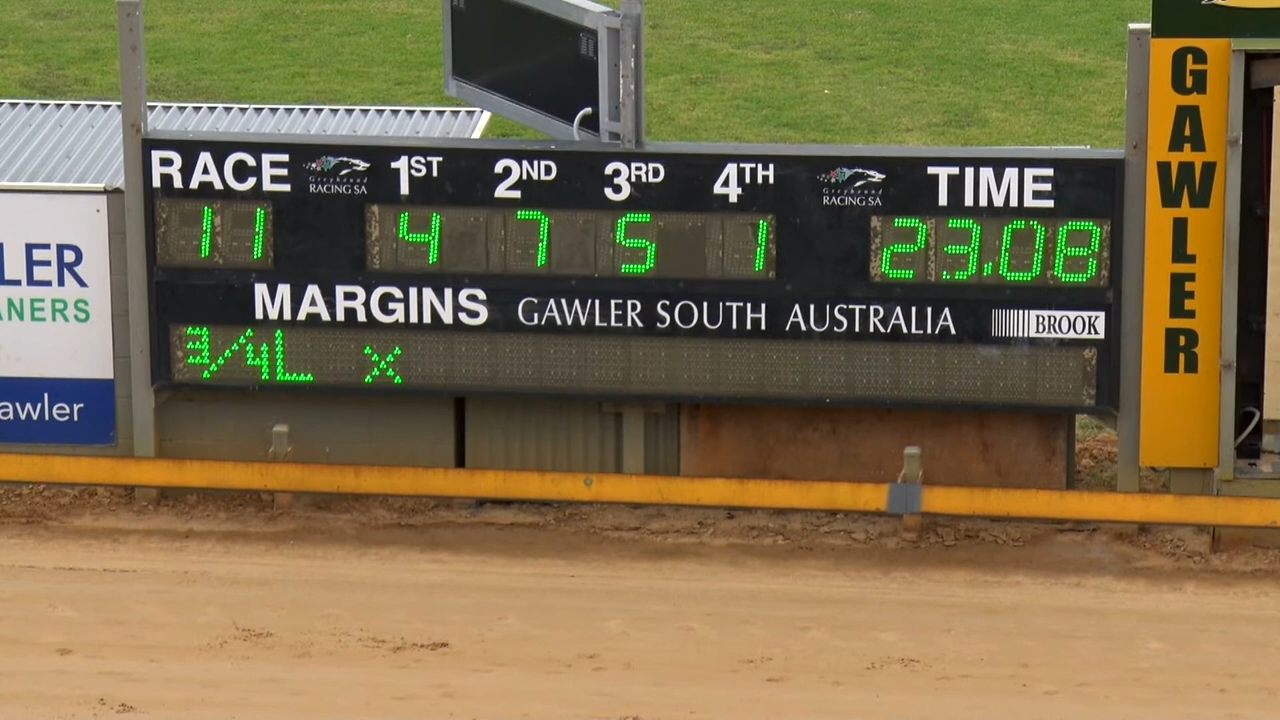 RACE 1ST 2ND 3RD 4TH TIME
Greyhound RACING SA
Greyhound RACING SA
11 4 7 5 1 23.08
MARGINS GAWLER SOUTH AUSTRALIA BROOK
3/4L X
GAWLER
LER
ANERS
awler